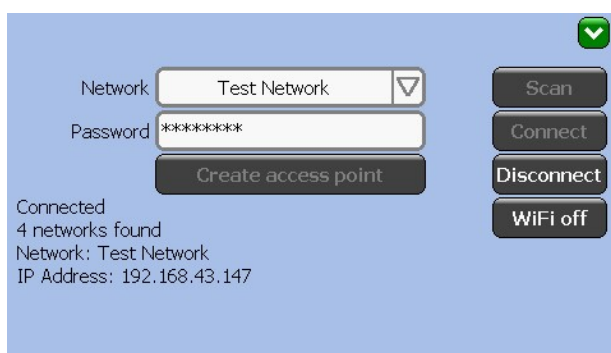 Network Test Network Scan
Password ******** Connect
Create access point Disconnect
WiFi off
Connected
4 networks found
Network: Test Network
IP Address: 192.168.43.147